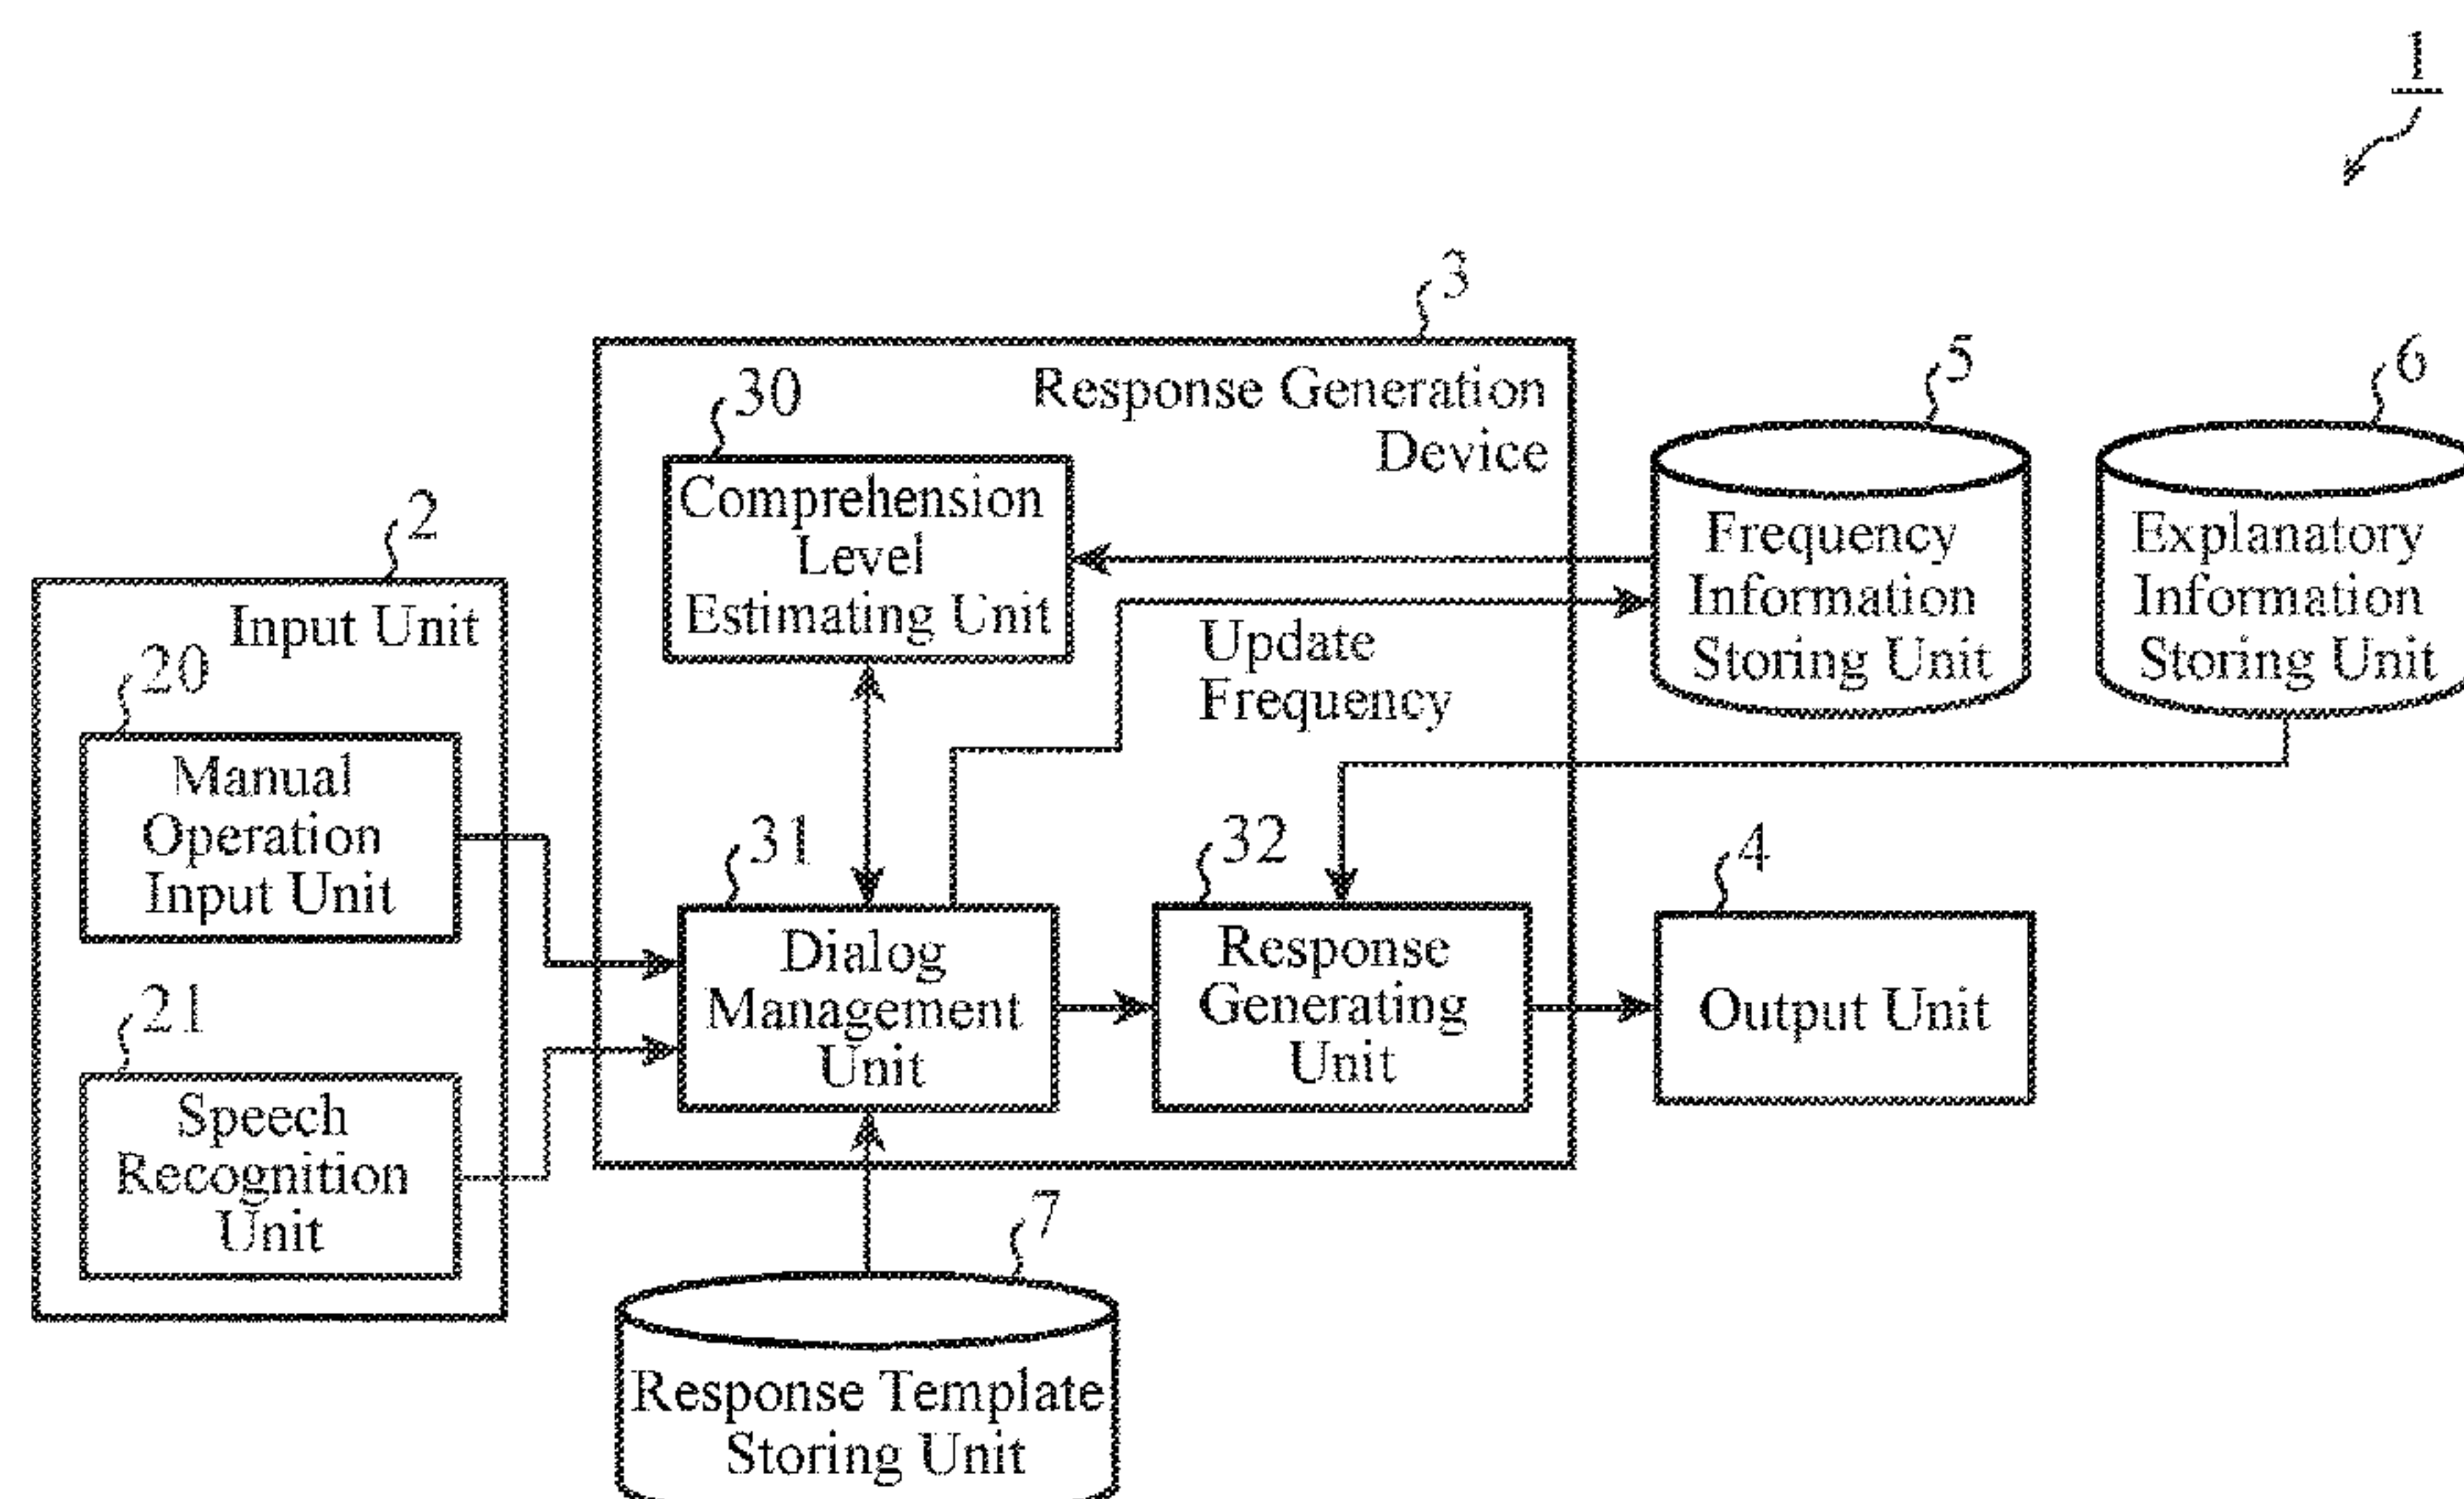 1
3
Response Generation
Device
30
Comprehension
Level
Estimating Unit
5
Frequency
Information
Storing Unit
6
Explanatory
Information
Storing Unit
Update
Frequency
2
Input Unit
20
Manual
Operation
Input Unit
21
Speech
Recognition
Unit
31
Dialog
Management
Unit
32
Response
Generating
Unit
4
Output Unit
7
Response Template
Storing Unit